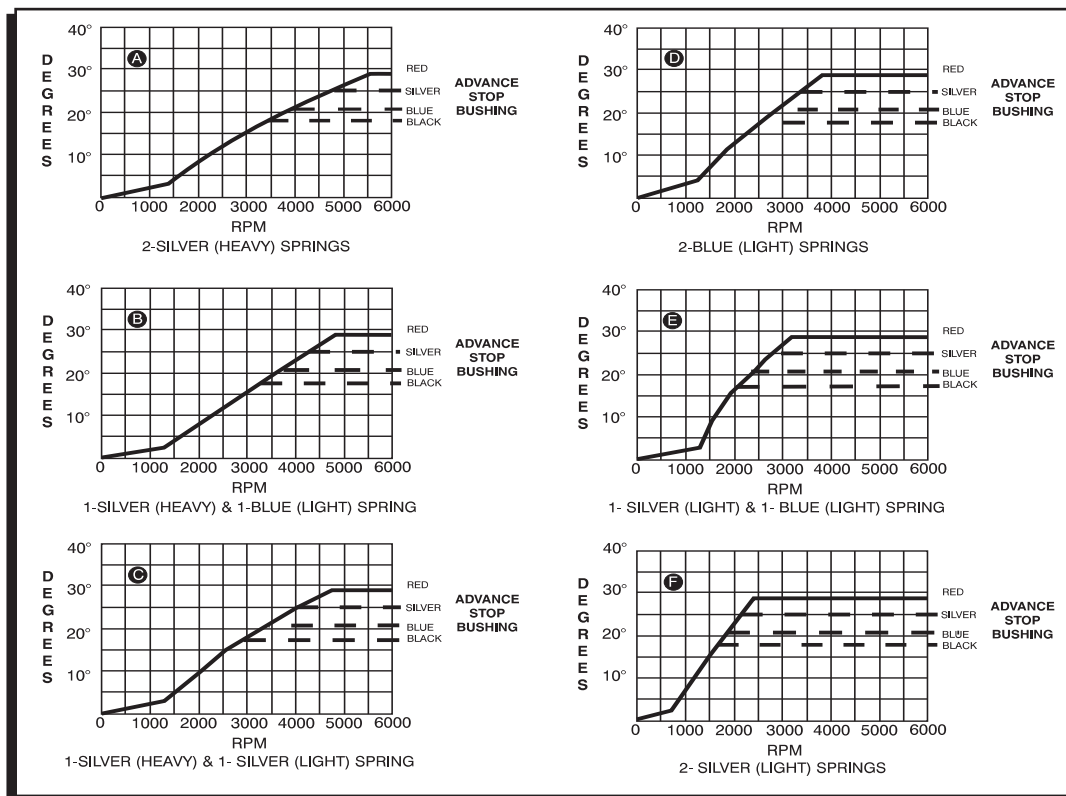 40°
30°
20°
10°
DEGREES
A
RED
SILVER
BLUE
BLACK
ADVANCE
STOP
BUSHING
0 1000 2000 3000 4000 5000 6000
RPM
2-SILVER (HEAVY) SPRINGS
40°
30°
20°
10°
DEGREES
D
RED
SILVER
BLUE
BLACK
ADVANCE
STOP
BUSHING
0 1000 2000 3000 4000 5000 6000
RPM
2-BLUE (LIGHT) SPRINGS
40°
30°
20°
10°
DEGREES
B
RED
SILVER
BLUE
BLACK
ADVANCE
STOP
BUSHING
0 1000 2000 3000 4000 5000 6000
RPM
1-SILVER (HEAVY) & 1-BLUE (LIGHT) SPRING
40°
30°
20°
10°
DEGREES
E
RED
SILVER
BLUE
BLACK
ADVANCE
STOP
BUSHING
0 1000 2000 3000 4000 5000 6000
RPM
1- SILVER (LIGHT) & 1- BLUE (LIGHT) SPRING
40°
30°
20°
10°
DEGREES
C
RED
SILVER
BLUE
BLACK
ADVANCE
STOP
BUSHING
0 1000 2000 3000 4000 5000 6000
RPM
1-SILVER (HEAVY) & 1- SILVER (LIGHT) SPRING
40°
30°
20°
10°
DEGREES
F
RED
SILVER
BLUE
BLACK
ADVANCE
STOP
BUSHING
0 1000 2000 3000 4000 5000 6000
RPM
2- SILVER (LIGHT) SPRINGS